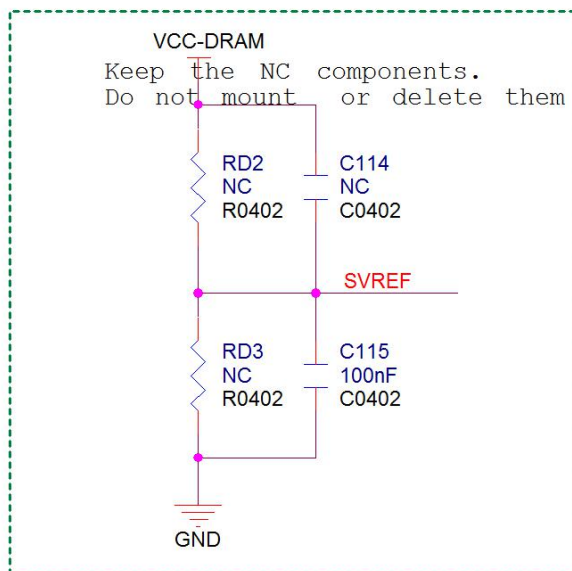 VCC-DRAM
Keep the NC components.
Do not mount or delete them
RD2
NC
R0402
C114
NC
C0402
SVREF
RD3
NC
R0402
C115
100nF
C0402
GND